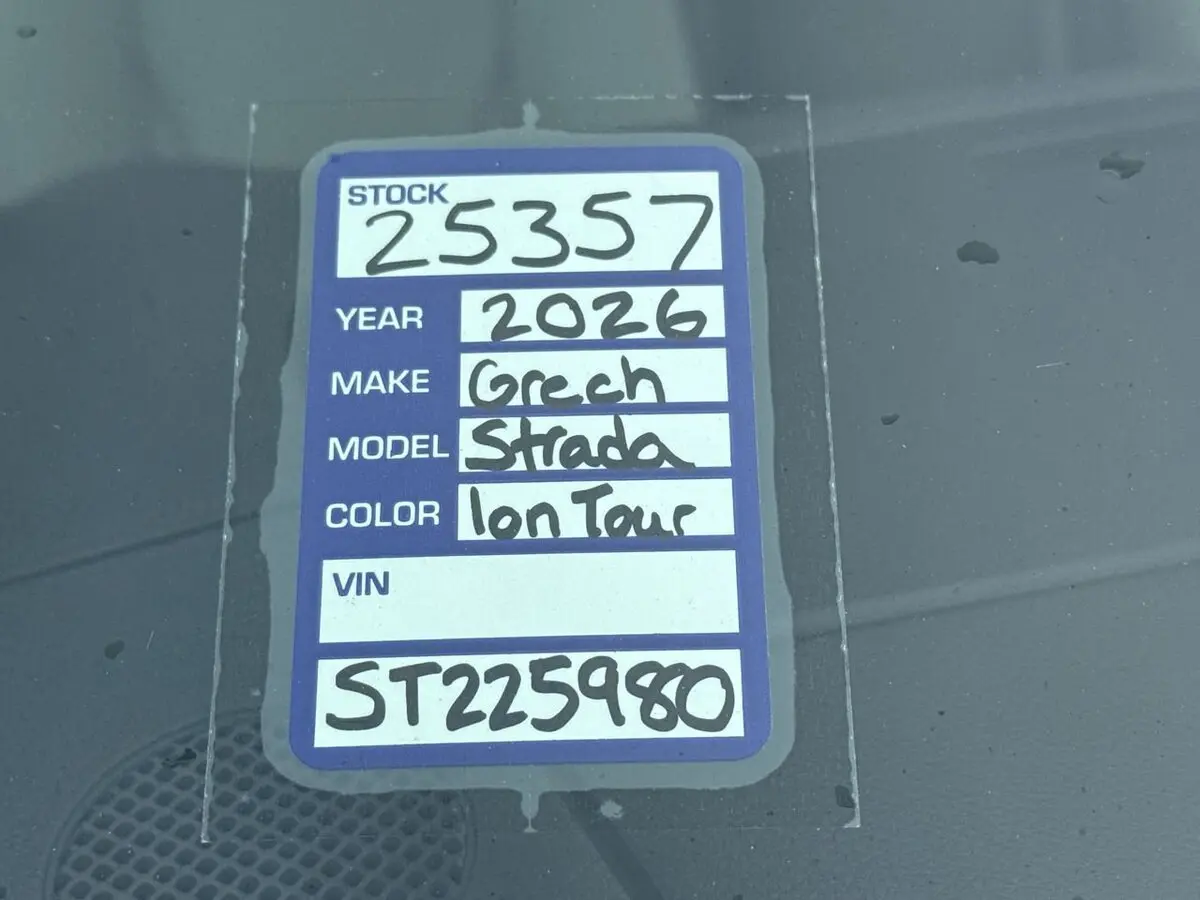 STOCK
25357
YEAR 2026
MAKE Grech
MODEL Strada
COLOR Ion Tour
VIN
ST225980